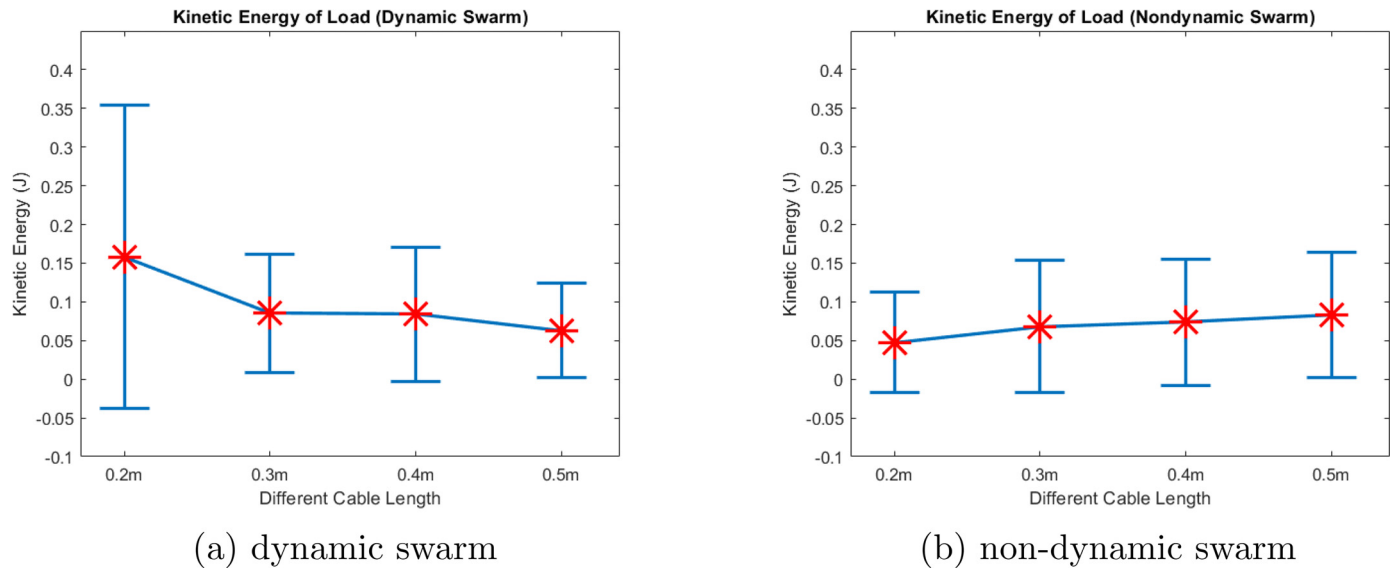 Kinetic Energy of Load (Dynamic Swarm)
Kinetic Energy (J)
0.4
0.35
0.3
0.25
0.2
0.15
0.1
0.05
0
-0.05
-0.1
0.2m 0.3m 0.4m 0.5m
Different Cable Length
(a) dynamic swarm
Kinetic Energy of Load (Nondynamic Swarm)
Kinetic Energy (J)
0.4
0.35
0.3
0.25
0.2
0.15
0.1
0.05
0
-0.05
-0.1
0.2m 0.3m 0.4m 0.5m
Different Cable Length
(b) non-dynamic swarm